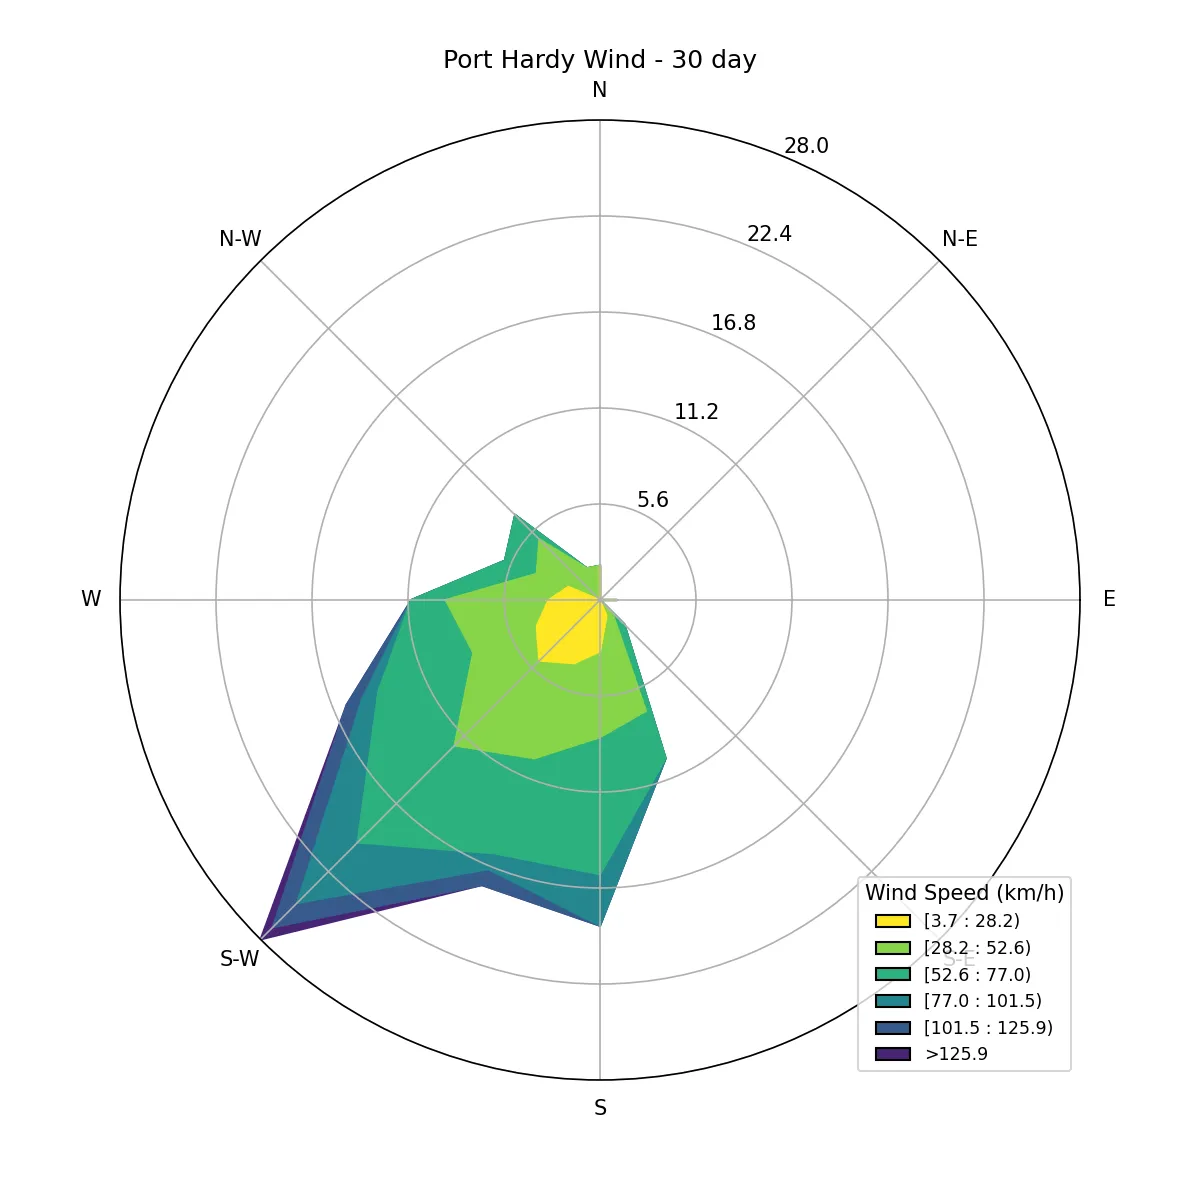 Port Hardy Wind - 30 day
N
28.0
N-W
22.4
N-E
16.8
11.2
5.6
W
E
Wind Speed (km/h)
[3.7 : 28.2)
[28.2 : 52.6)
S-W
S-E
[52.6 : 77.0)
[77.0 : 101.5)
[101.5 : 125.9)
>125.9
S